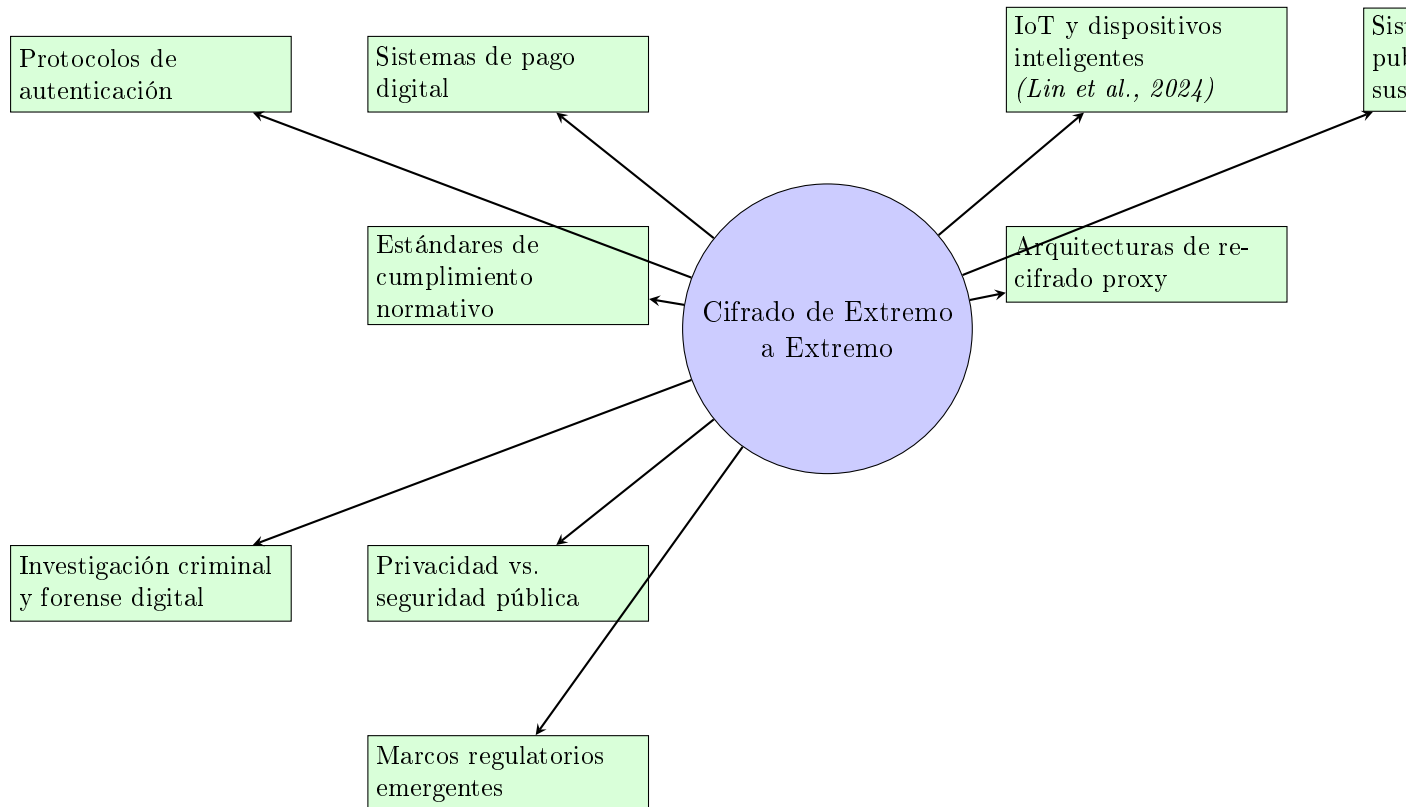 Protocolos de
autenticación
Sistemas de pago
digital
IoT y dispositivos
inteligentes
(Lin et al., 2024)
Estándares de
cumplimiento
normativo
Cifrado de Extremo
a Extremo
Arquitecturas de re-
cifrado proxy
Investigación criminal
y forense digital
Privacidad vs.
seguridad pública
Marcos regulatorios
emergentes